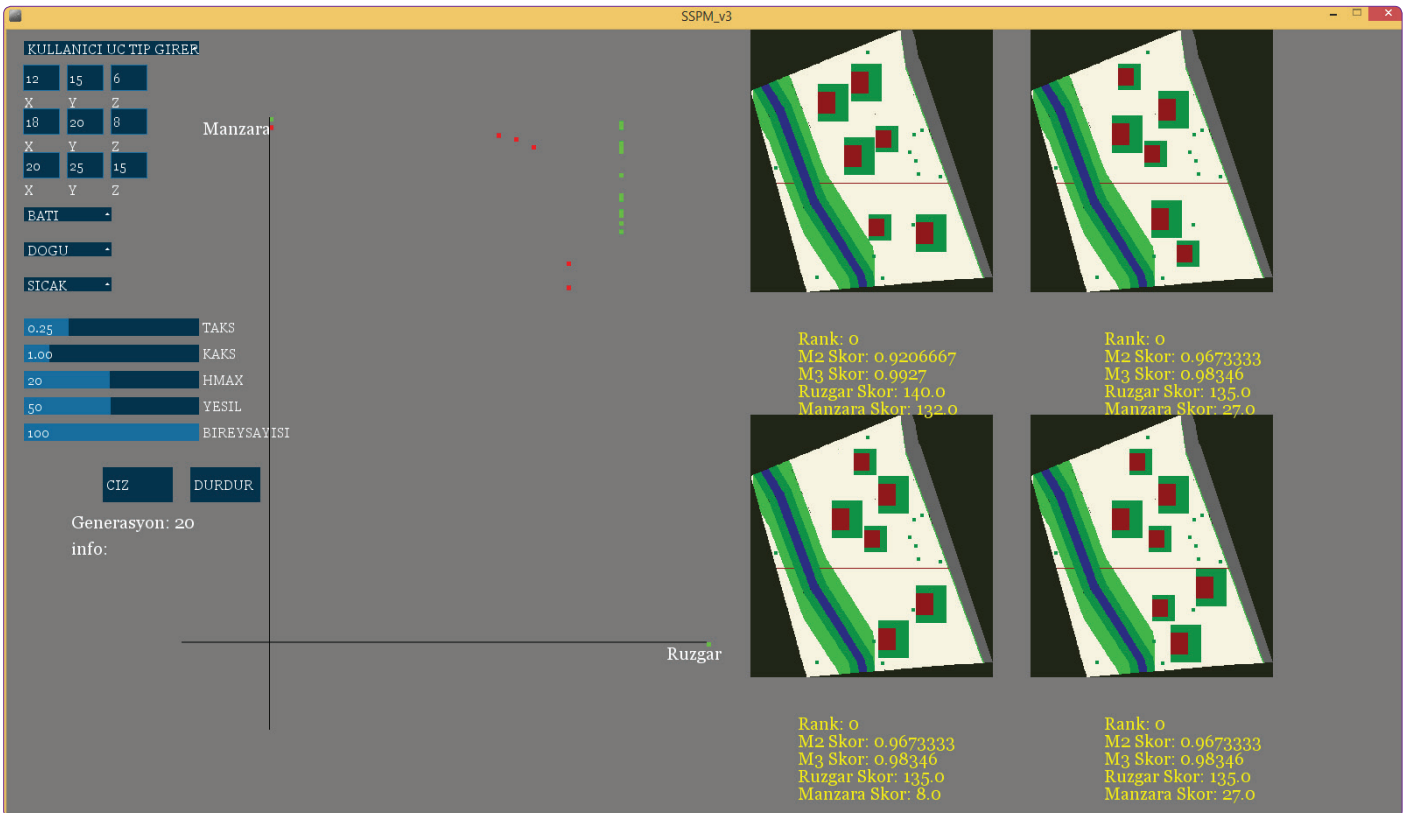 SSPM_v3
KULLANICI UC TIP GIRER
12 15 6
X Y Z
18 20 8
X Y Z
20 25 15
X Y Z
BATI
DOGU
SICAK
0.25 TAKS
1.00 KAKS
20 HMAX
50 YESIL
100 BIREYSAYISI
CIZ DURDUR
Generasyon: 20
info:
Manzara
Ruzgar
Rank: 0
M2 Skor: 0.9206667
M3 Skor: 0.9927
Ruzgar Skor: 140.0
Manzara Skor: 132.0
Rank: 0
M2 Skor: 0.9673333
M3 Skor: 0.98346
Ruzgar Skor: 135.0
Manzara Skor: 27.0
Rank: 0
M2 Skor: 0.9673333
M3 Skor: 0.98346
Ruzgar Skor: 135.0
Manzara Skor: 8.0
Rank: 0
M2 Skor: 0.9673333
M3 Skor: 0.98346
Ruzgar Skor: 135.0
Manzara Skor: 27.0